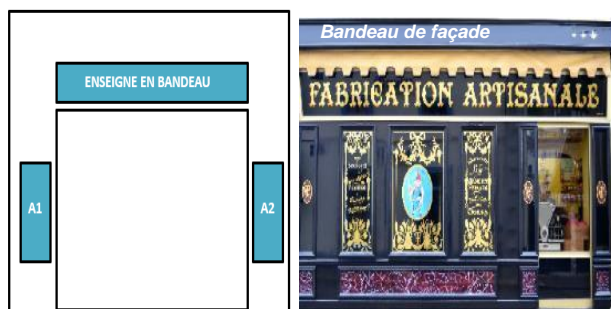 ENSEIGNE EN BANDEAU
A1
A2
Bandeau de façade
FABRICATION ARTISANALE